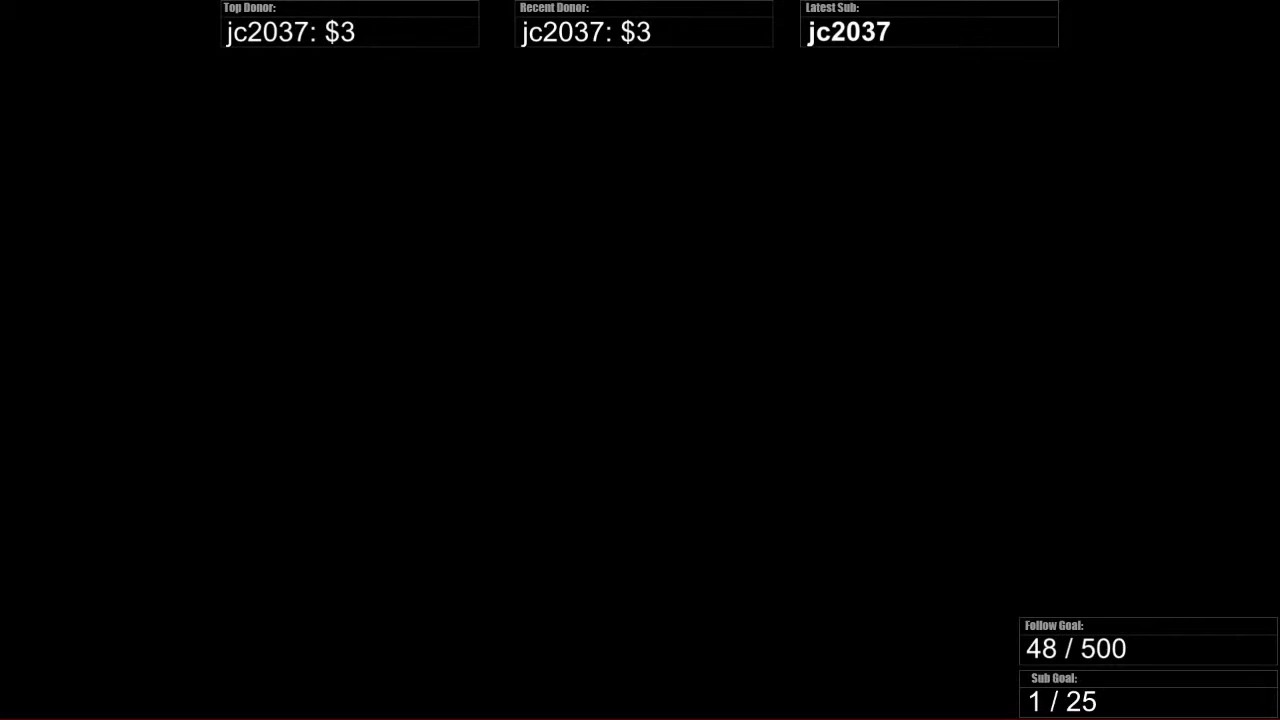 Top Donor:
jc2037: $3
Recent Donor:
jc2037: $3
Latest Sub:
jc2037
Follow Goal:
48 / 500
Sub Goal:
1 / 25